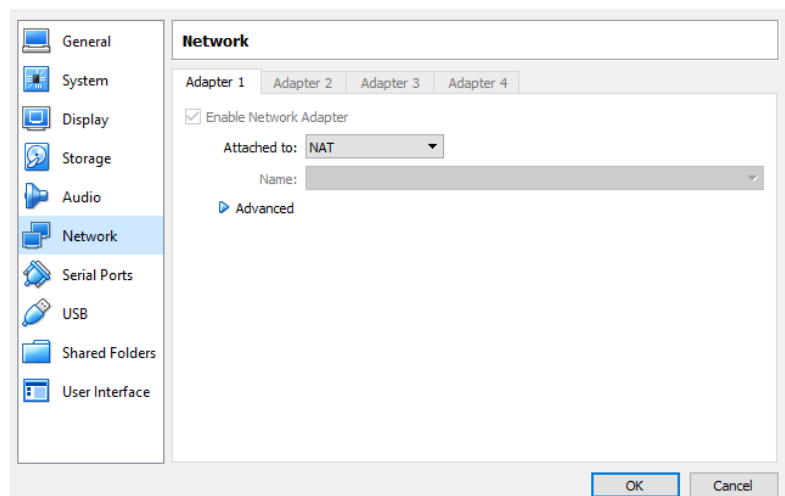 General
System
Display
Storage
Audio
Network
Serial Ports
USB
Shared Folders
User Interface
Network
Adapter 1 Adapter 2 Adapter 3 Adapter 4
Enable Network Adapter
Attached to: NAT
Name:
Advanced
OK Cancel